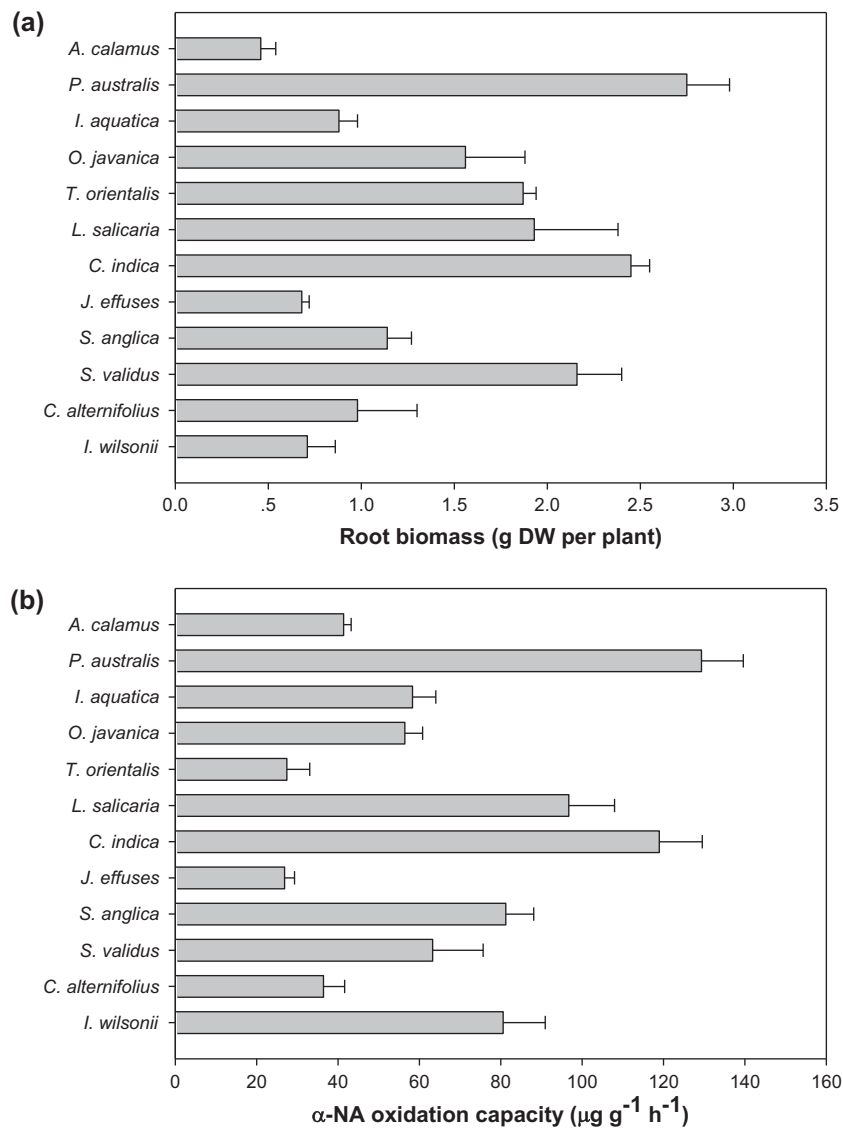 (a)
A. calamus
P. australis
I. aquatica
O. javanica
T. orientalis
L. salicaria
C. indica
J. effuses
S. anglica
S. validus
C. alternifolius
I. wilsonii
0.0 .5 1.0 1.5 2.0 2.5 3.0 3.5
Root biomass (g DW per plant)
(b)
A. calamus
P. australis
I. aquatica
O. javanica
T. orientalis
L. salicaria
C. indica
J. effuses
S. anglica
S. validus
C. alternifolius
I. wilsonii
0 20 40 60 80 100 120 140 160
α-NA oxidation capacity (μg g⁻¹ h⁻¹)